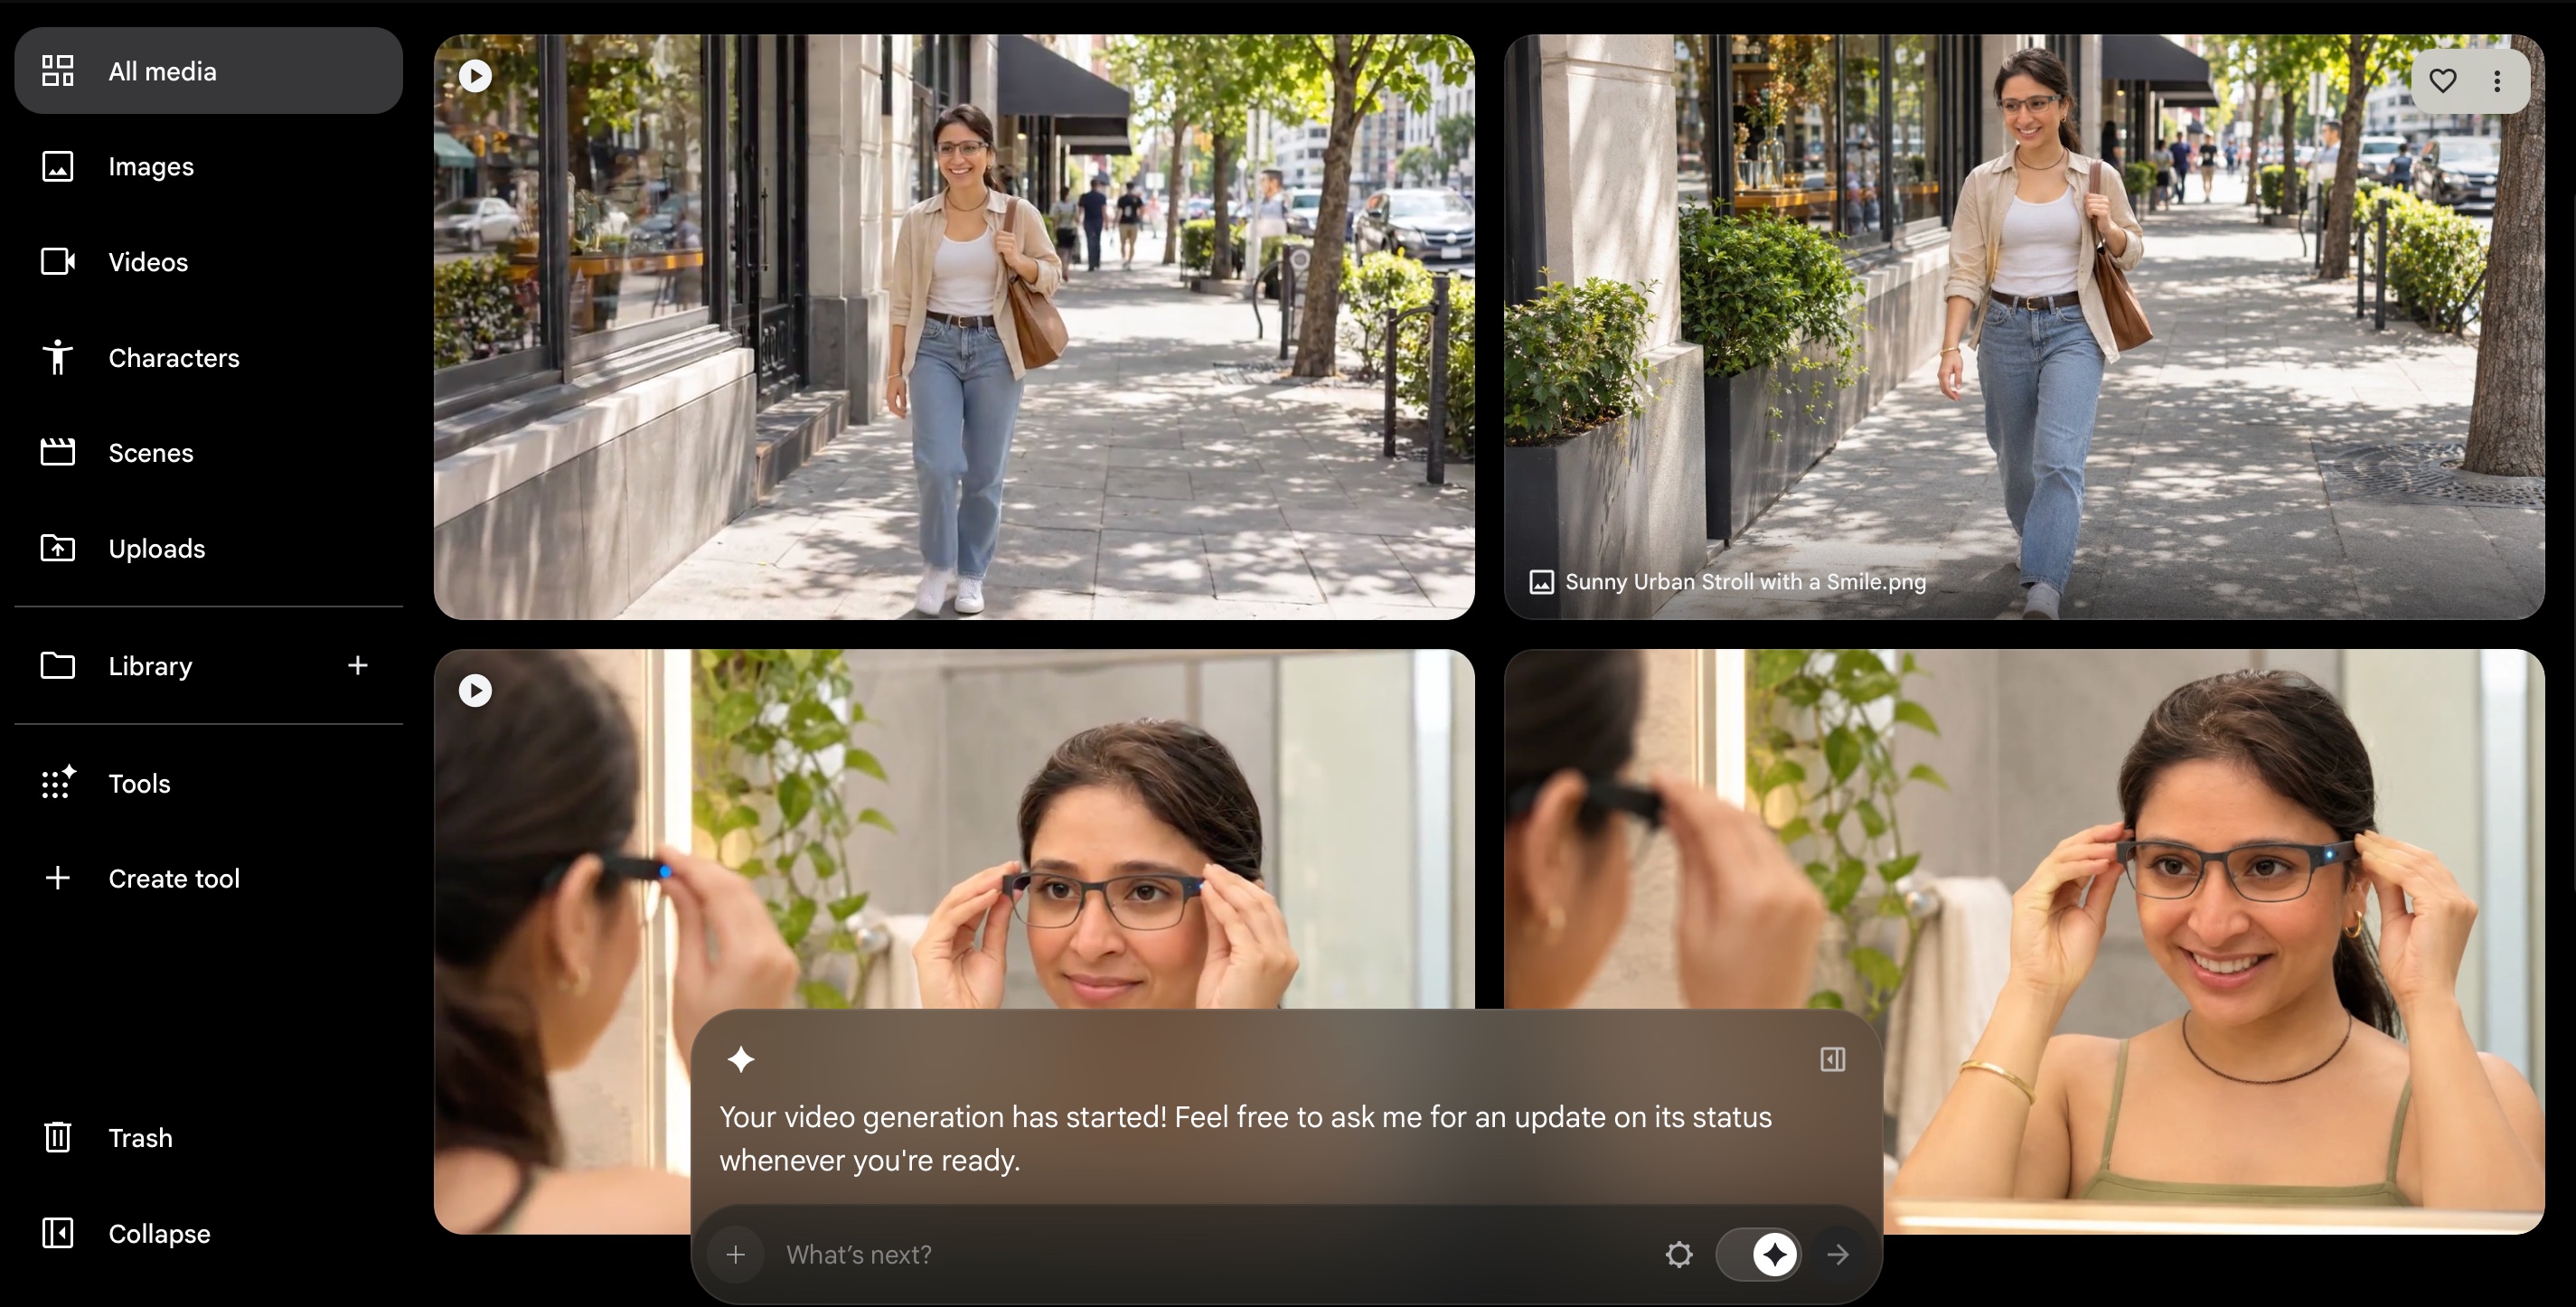 All media
Images
Videos
Characters
Scenes
Uploads
Library
Tools
Create tool
Trash
Collapse
Sunny Urban Stroll with a Smile.png
Your video generation has started! Feel free to ask me for an update on its status
whenever you're ready.
What's next?